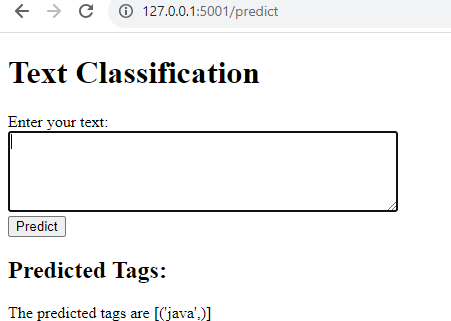 127.0.0.1:5001/predict
Text Classification
Enter your text:
Predict
Predicted Tags:
The predicted tags are [('java',)]